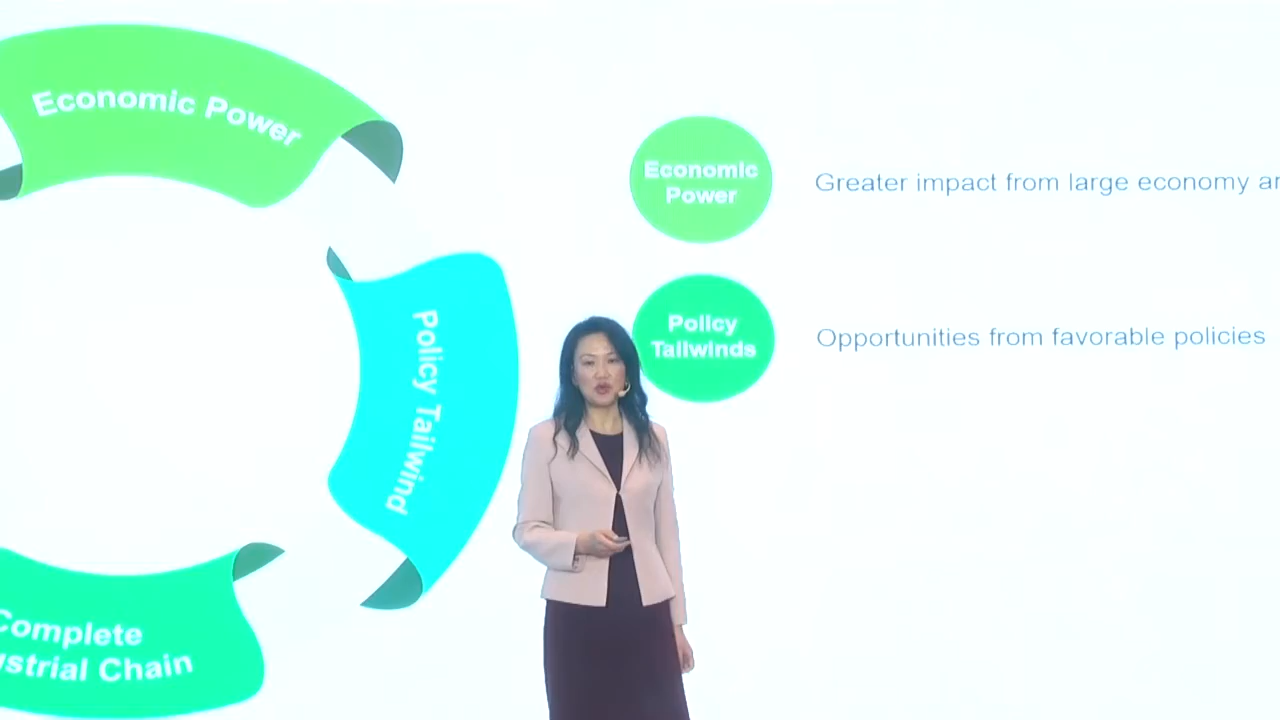 Economic Power
Policy Tailwind
Complete
strial Chain
Economic
Power
Greater impact from large economy
Policy
Tailwinds
Opportunities from favorable policies